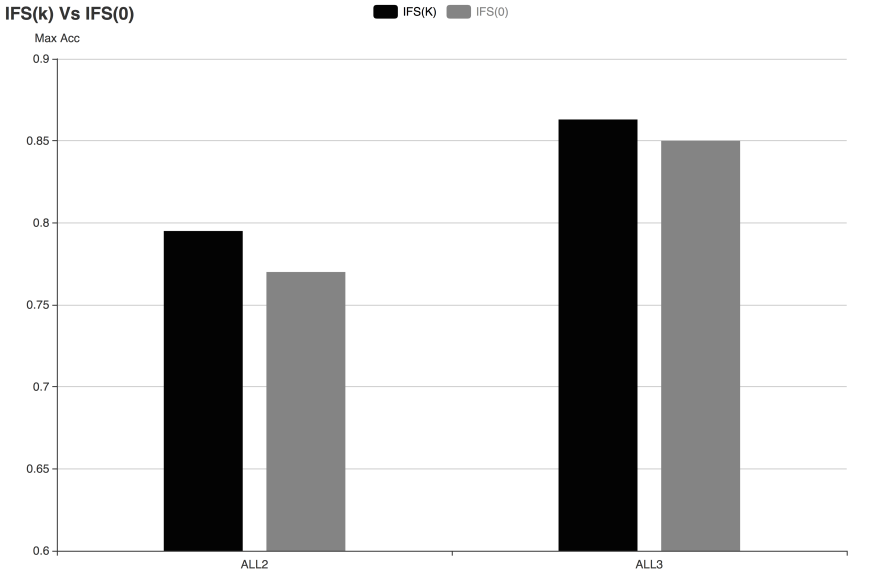 IFS(k) Vs IFS(0)
IFS(K) IFS(0)
Max Acc
0.9
0.85
0.8
0.75
0.7
0.65
0.6
ALL2 ALL3